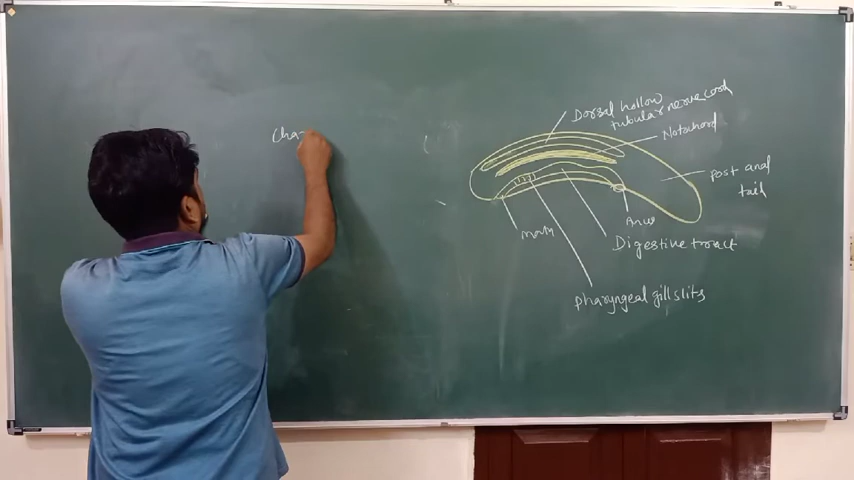 Cha
Dorsal hollow
tubular nerve cord
Notochord
post anal
tail
Anus
mouth
Digestive tract
pharyngeal gill slits